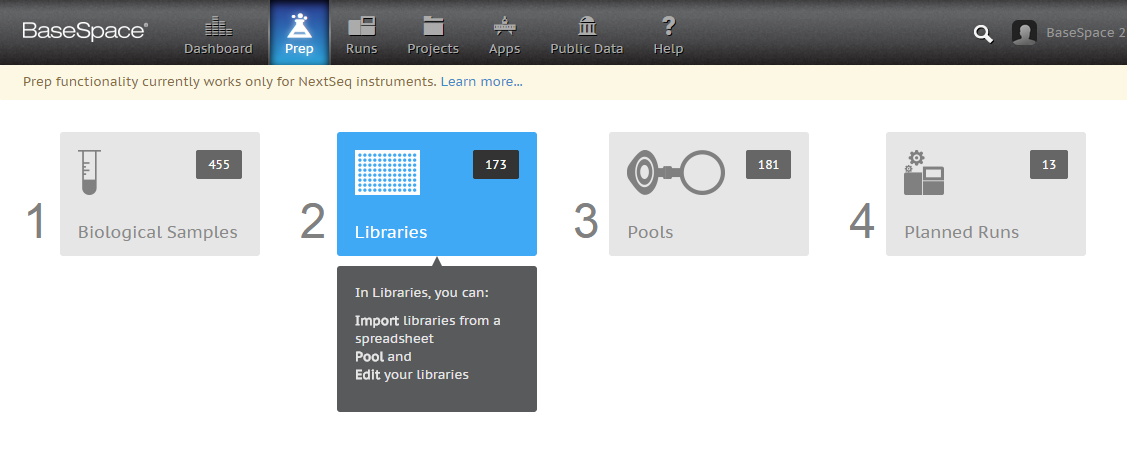 BaseSpace®
Dashboard
Prep
Runs
Projects
Apps
Public Data
Help
BaseSpace 2
Prep functionality currently works only for NextSeq instruments. Learn more...
1
455
Biological Samples
2
173
Libraries
3
181
Pools
4
13
Planned Runs
In Libraries, you can:
Import libraries from a
spreadsheet
Pool and
Edit your libraries